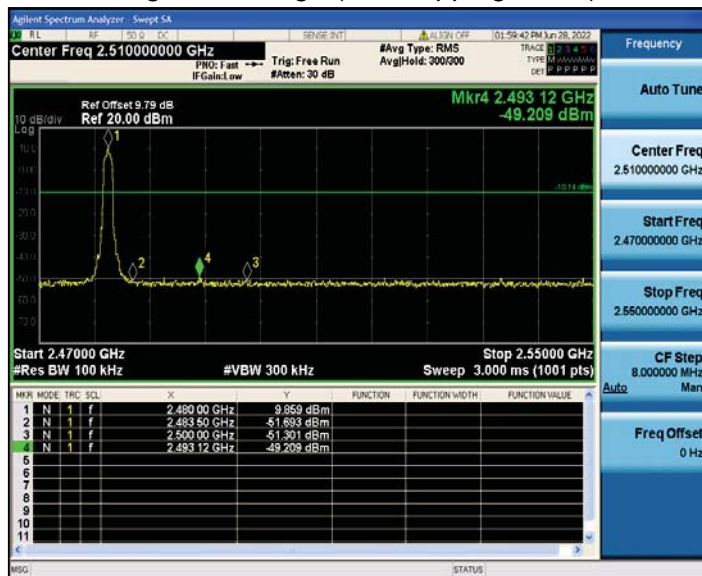 Agilent Spectrum Analyzer - Swept SA
RL RF 50 Ω DC SENSE:INT ALIGN OFF 01:59:42 PM Jun 28, 2022
Center Freq 2.510000000 GHz
PNO: Fast
IFGain:Low
Trig: Free Run
#Atten: 30 dB
#Avg Type: RMS
Avg|Hold: 300/300
TRACE 1 2 3 4 5 6
TYPE M
DET P P P P P P
Mkr4 2.493 12 GHz
-49.209 dBm
Ref Offset 9.79 dB
Ref 20.00 dBm
10 dB/div
Log
1
-10.14 dBm
2
4
3
Start 2.47000 GHz
Stop 2.55000 GHz
#Res BW 100 kHz
#VBW 300 kHz
Sweep 3.000 ms (1001 pts)
MKR MODE TRC SCL X Y FUNCTION FUNCTION WIDTH FUNCTION VALUE
1 N 1 f 2.480 00 GHz 9.859 dBm
2 N 1 f 2.483 50 GHz -51.693 dBm
3 N 1 f 2.500 00 GHz -51.301 dBm
4 N 1 f 2.493 12 GHz -49.209 dBm
5
6
7
8
9
10
11
MSG
STATUS
Frequency
Auto Tune
Center Freq
2.510000000 GHz
Start Freq
2.470000000 GHz
Stop Freq
2.550000000 GHz
CF Step
8.000000 MHz
Auto Man
Freq Offset
0 Hz